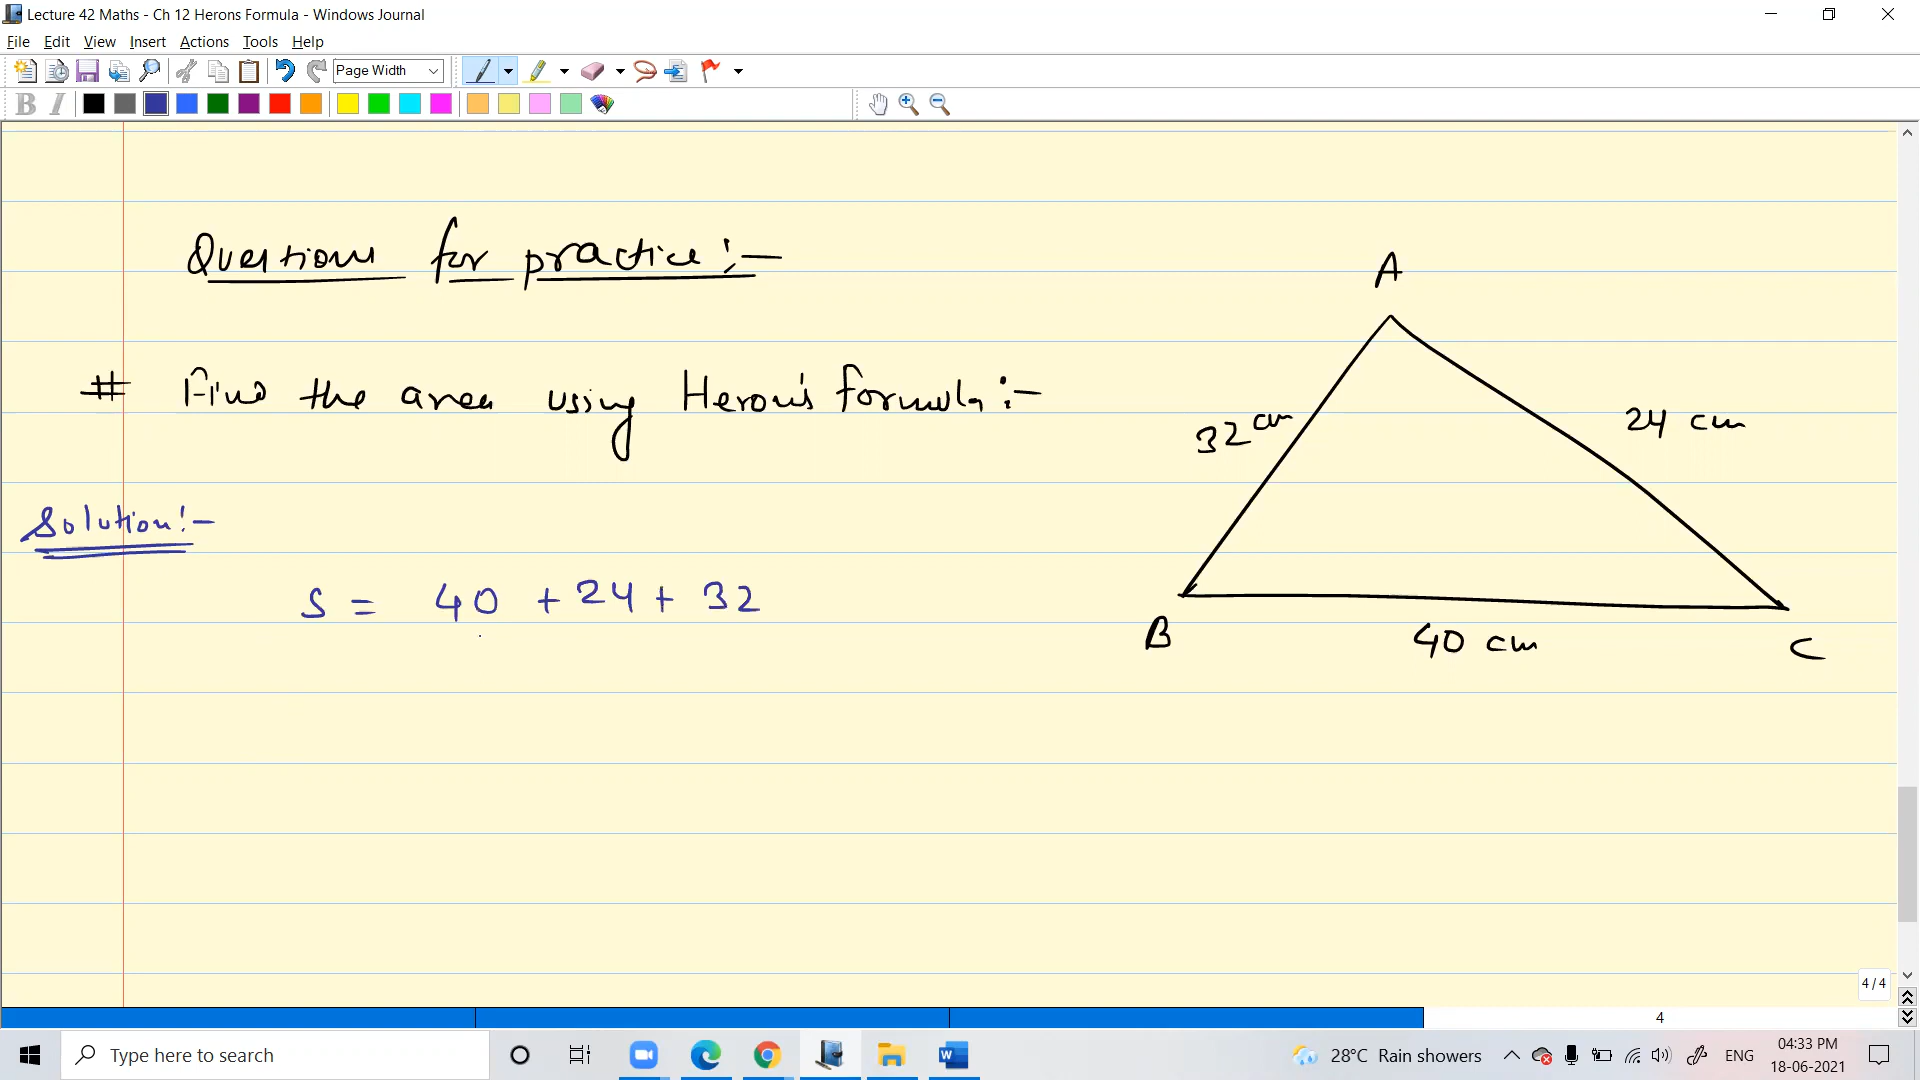 Lecture 42 Maths - Ch 12 Herons Formula - Windows Journal
File Edit View Insert Actions Tools Help
Page Width
B I
Questions for practice:-
A
# Find the area using Heron's formula:-
32 cm
24 cm
Solution:-
S = 40 + 24 + 32
B
40 cm
C
4 / 4
4
Type here to search
28°C Rain showers
ENG
04:33 PM
18-06-2021